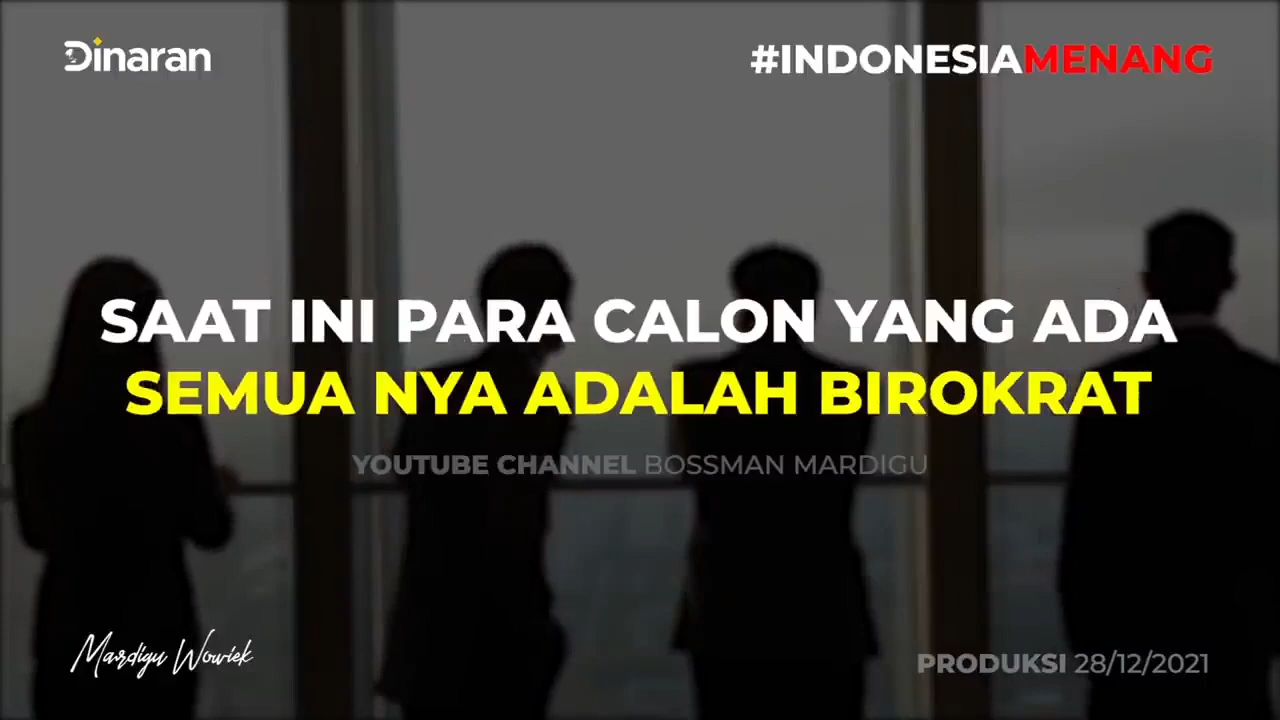 Dinaran
#INDONESIAMENANG
SAAT INI PARA CALON YANG ADA
SEMUA NYA ADALAH BIROKRAT
YOUTUBE CHANNEL BOSSMAN MARDIGU
Mardigu Wowiek
PRODUKSI 28/12/2021